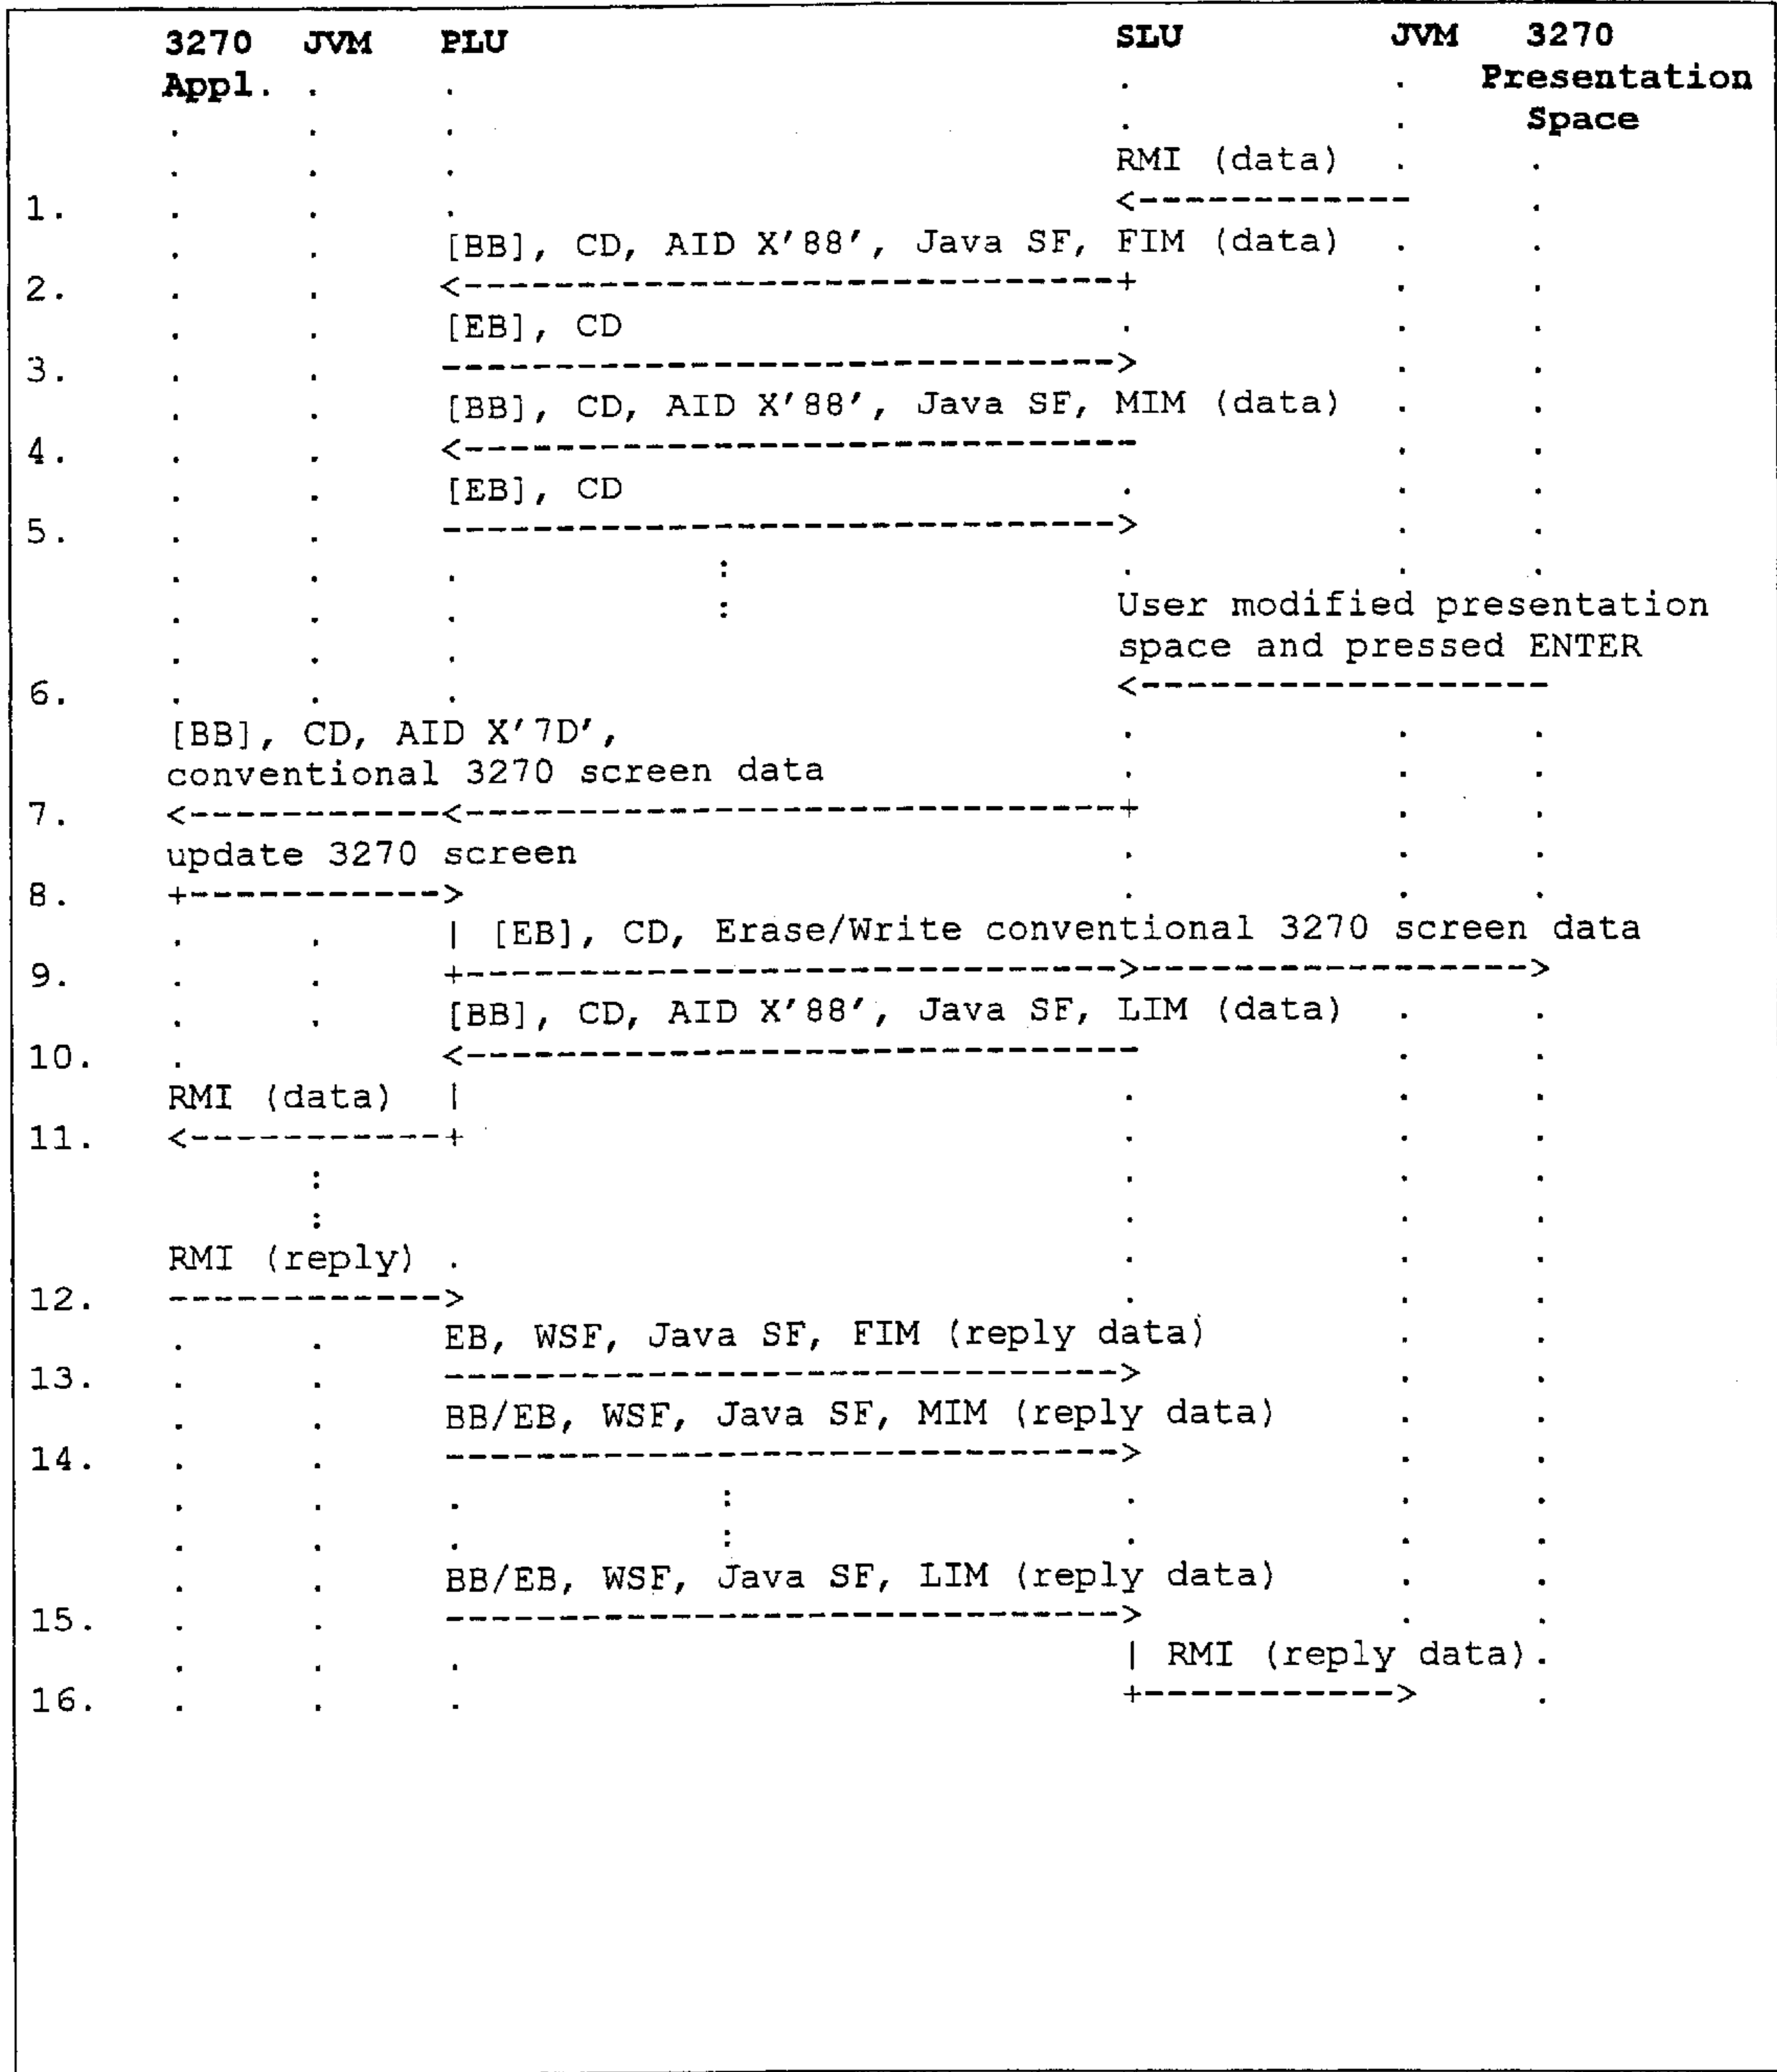 3270 JVM PLU SLU JVM 3270
Appl. . . . . Presentation
. . . . . Space
. . . RMI (data) . .
1. . . . <------------- .
. . [BB], CD, AID X'88', Java SF, FIM (data) . .
2. . . <-----------------------------+ . .
. . [EB], CD . . .
3. . . ------------------------------> . .
. . [BB], CD, AID X'88', Java SF, MIM (data) . .
4. . . <------------------------------ . .
. . [EB], CD . . .
5. . . ------------------------------> . .
. . . : . . .
. . . : User modified presentation
. . . space and pressed ENTER
6. . . . <-------------------
[BB], CD, AID X'7D', . . .
conventional 3270 screen data . . .
7. <-----------<-----------------------------+ . .
update 3270 screen . . .
8. +-----------> . . .
. . | [EB], CD, Erase/Write conventional 3270 screen data
9. . . +----------------------------->----------------->
. . [BB], CD, AID X'88', Java SF, LIM (data) . .
10. . <------------------------------ . .
RMI (data) | . . .
11. <-----------+ . . .
: . . .
: . . .
RMI (reply) . . . .
12. ------------> . . .
. . EB, WSF, Java SF, FIM (reply data) . .
13. . . ------------------------------> . .
. . BB/EB, WSF, Java SF, MIM (reply data) . .
14. . . ------------------------------> . .
. . . : . . .
. . . : . . .
. . BB/EB, WSF, Java SF, LIM (reply data) . .
15. . . ------------------------------> . .
. . . | RMI (reply data).
16. . . . +-----------> .